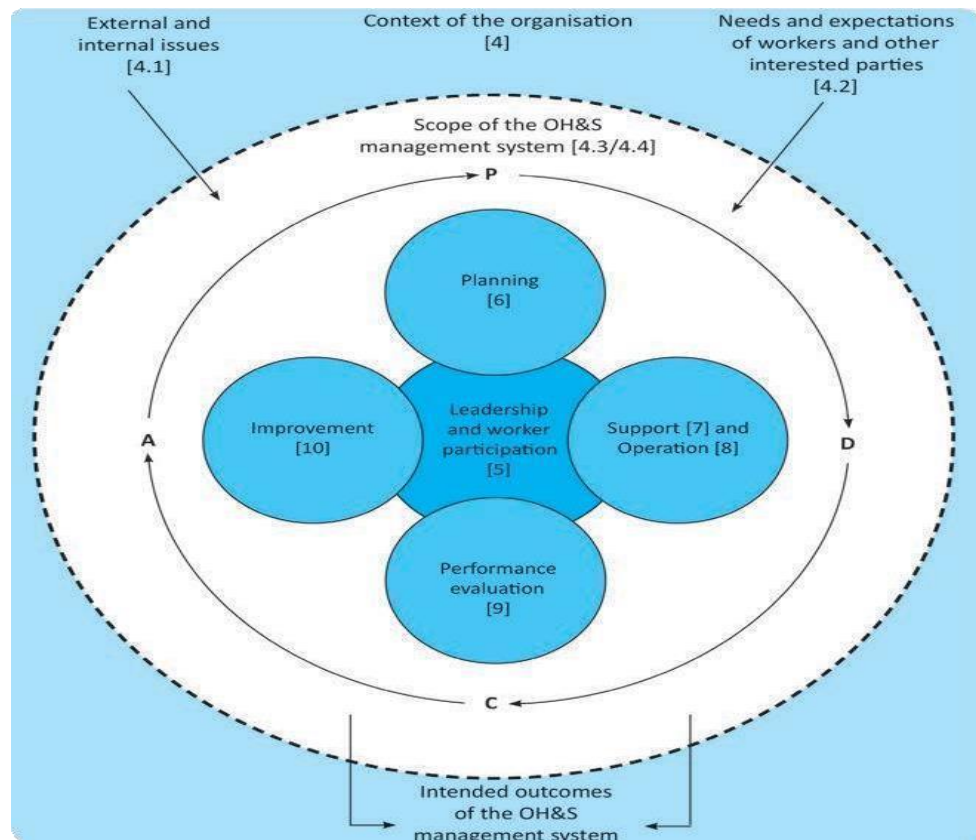 External and
internal issues
[4.1]
Context of the organisation
[4]
Needs and expectations
of workers and other
interested parties
[4.2]
Scope of the OH&S
management system [4.3/4.4]
P
Planning
[6]
A
Improvement
[10]
Leadership
and worker
participation
[5]
Support [7] and
Operation [8]
D
Performance
evaluation
[9]
C
Intended outcomes
of the OH&S
management system